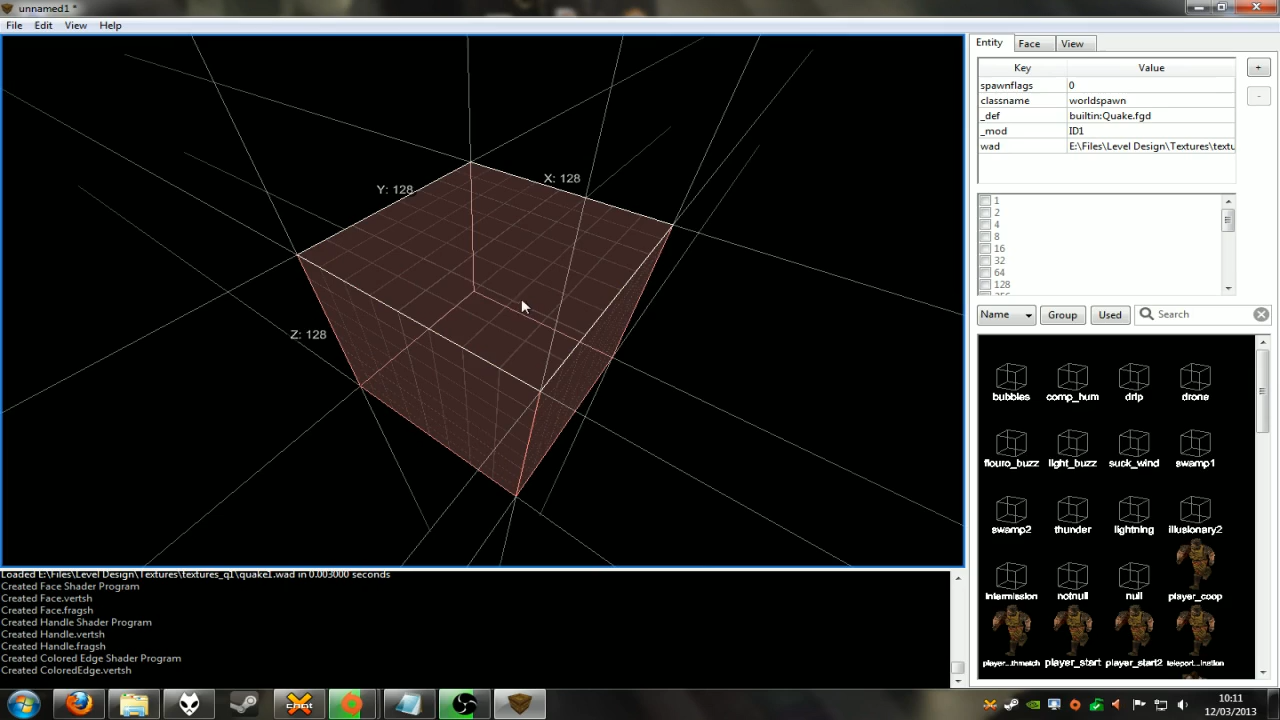 unnamed1 *
File Edit View Help
Entity Face View
Key Value
spawnflags 0
classname worldspawn
_def builtin:Quake.fgd
_mod ID1
wad E:\Files\Level Design\Textures\textu
1
2
4
8
16
32
64
128
Name Group Used Search
bubbles comp_hum drip drone
flouro_buzz light_buzz suck_wind swamp1
swamp2 thunder lightning illusionary2
intermission notnull null player_coop
player...thmatch player_start player_start2 teleport...ination
X: 128
Y: 128
Z: 128
Loaded E:\Files\Level Design\Textures\textures_q1\quake1.wad in 0.003000 seconds
Created Face Shader Program
Created Face.vertsh
Created Face.fragsh
Created Handle Shader Program
Created Handle.vertsh
Created Handle.fragsh
Created Colored Edge Shader Program
Created ColoredEdge.vertsh
10:11
12/03/2013